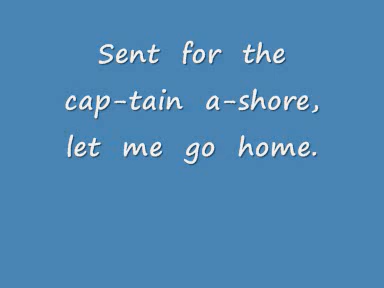 Sent for the
cap-tain a-shore,
let me go home.